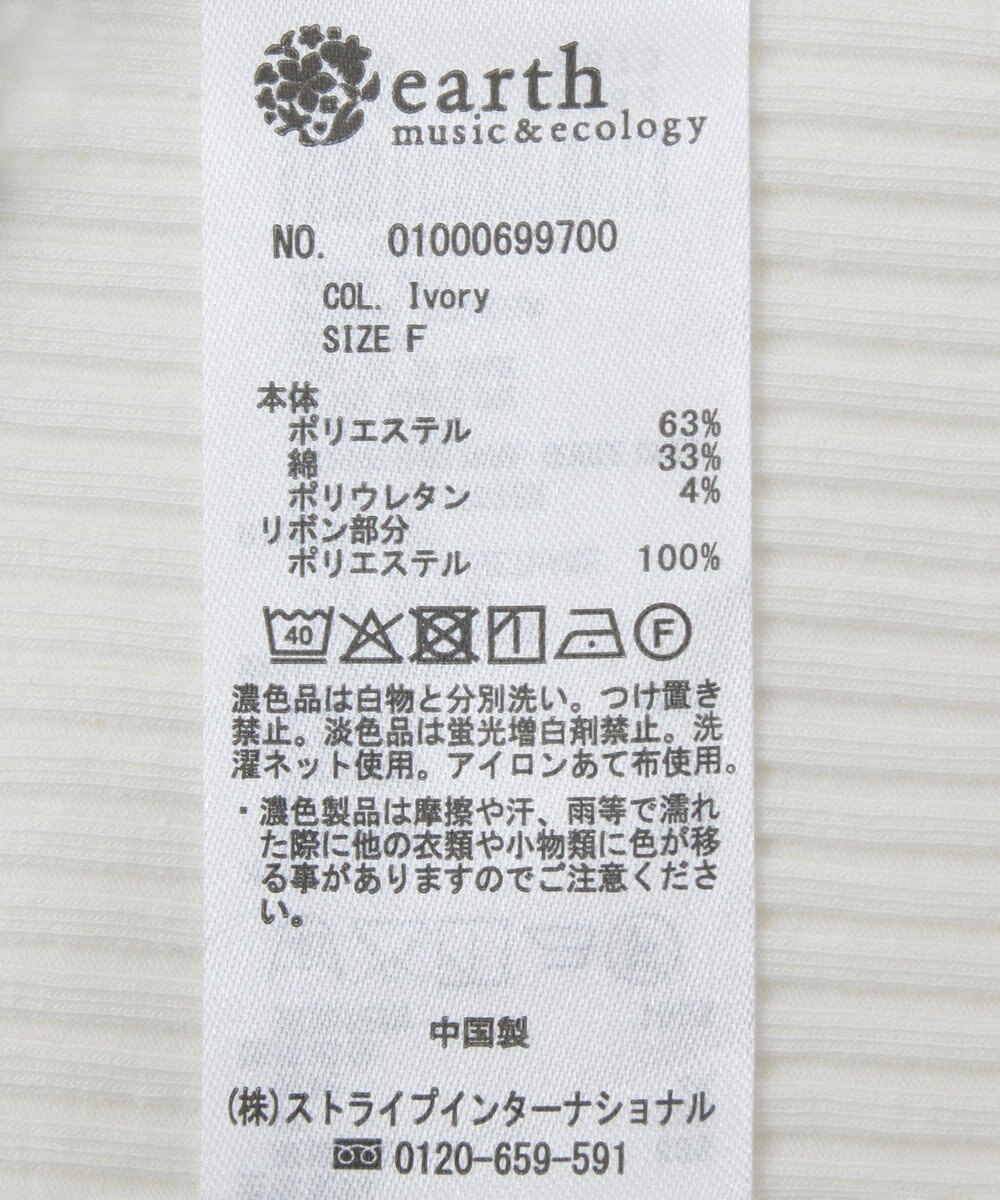 earth
music&ecology
NO. 01000699700
COL. Ivory
SIZE F
本体
ポリエステル 63%
綿 33%
ポリウレタン 4%
リボン部分
ポリエステル 100%
40 F
濃色品は白物と分別洗い。つけ置き
禁止。淡色品は蛍光増白剤禁止。洗
濯ネット使用。アイロンあて布使用。
・濃色製品は摩擦や汗、雨等で濡れ
た際に他の衣類や小物類に色が移
る事がありますのでご注意くださ
い。
中国製
(株)ストライプインターナショナル
0120-659-591